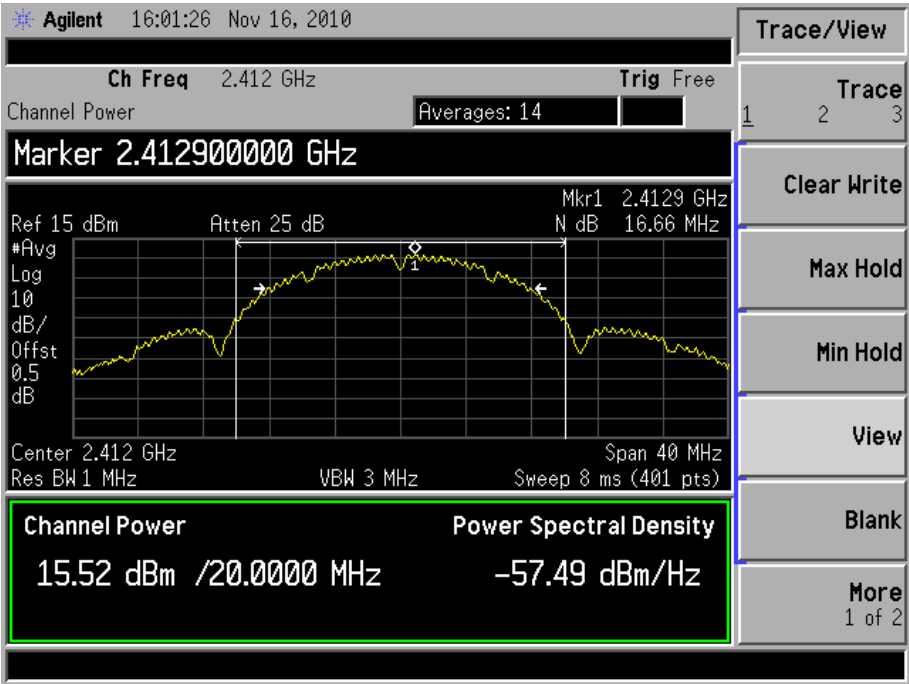 Agilent 16:01:26 Nov 16, 2010
Trace/View
Ch Freq 2.412 GHz Trig Free
Channel Power Averages: 14
Marker 2.412900000 GHz
Mkr1 2.4129 GHz
Ref 15 dBm Atten 25 dB N dB 16.66 MHz
#Avg
Log
10
dB/
Offst
0.5
dB
1
Center 2.412 GHz Span 40 MHz
Res BW 1 MHz VBW 3 MHz Sweep 8 ms (401 pts)
Channel Power Power Spectral Density
15.52 dBm /20.0000 MHz -57.49 dBm/Hz
Trace
1 2 3
Clear Write
Max Hold
Min Hold
View
Blank
More
1 of 2